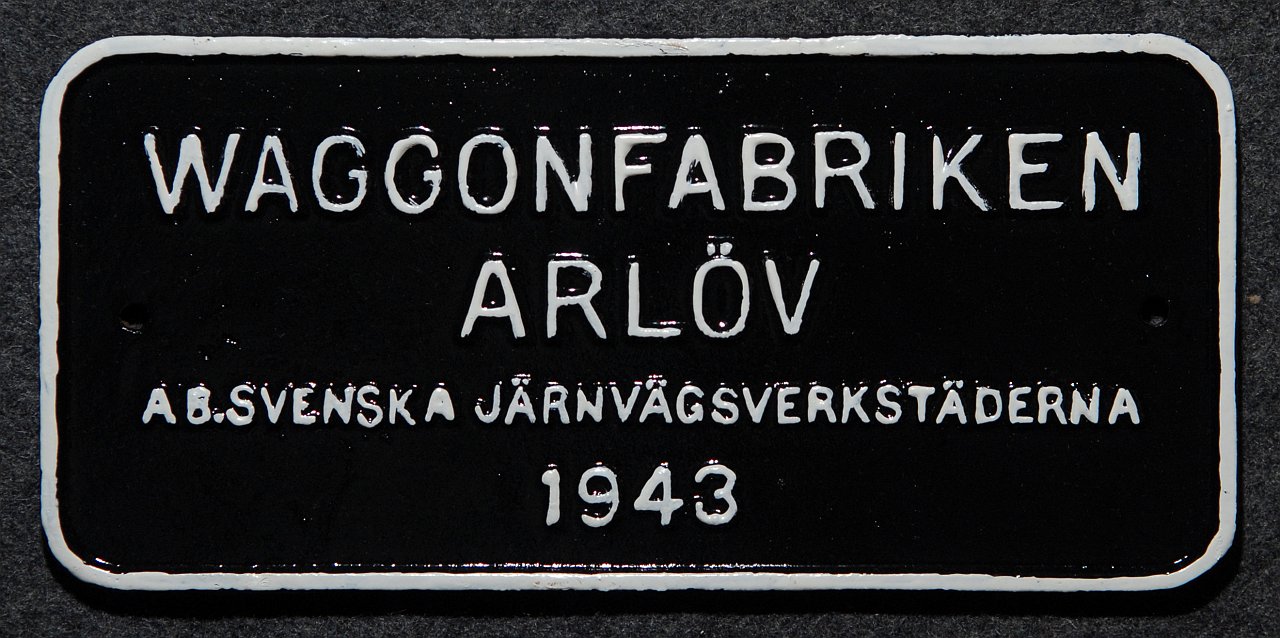 WAGGONFABRIKEN
ARLÖV
AB.SVENSKA JÄRNVÄGSVERKSTÄDERNA
1943